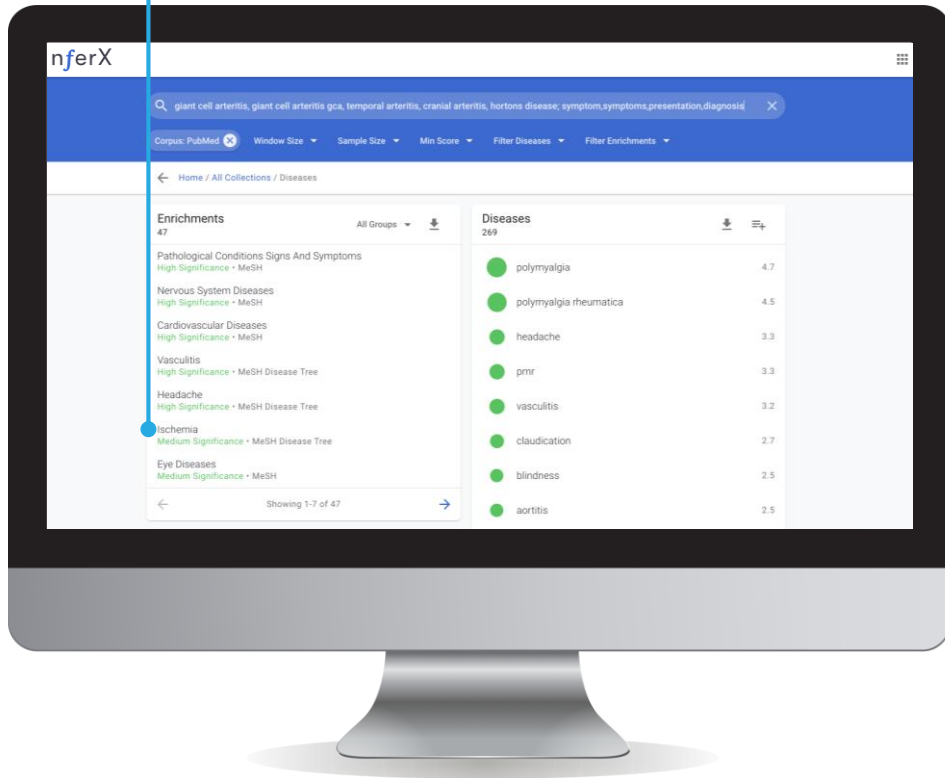 nferX
giant cell arteritis, giant cell arteritis gca, temporal arteritis, cranial arteritis, hortons disease; symptom,symptoms,presentation,diagnosis
Corpus: PubMed Window Size Sample Size Min Score Filter Diseases Filter Enrichments
Home / All Collections / Diseases
Enrichments
47
All Groups
Pathological Conditions Signs And Symptoms
High Significance • MeSH
Nervous System Diseases
High Significance • MeSH
Cardiovascular Diseases
High Significance • MeSH
Vasculitis
High Significance • MeSH Disease Tree
Headache
High Significance • MeSH Disease Tree
Ischemia
Medium Significance • MeSH Disease Tree
Eye Diseases
Medium Significance • MeSH
Showing 1-7 of 47
Diseases
269
polymyalgia 4.7
polymyalgia rheumatica 4.5
headache 3.3
pmr 3.3
vasculitis 3.2
claudication 2.7
blindness 2.5
aortitis 2.5